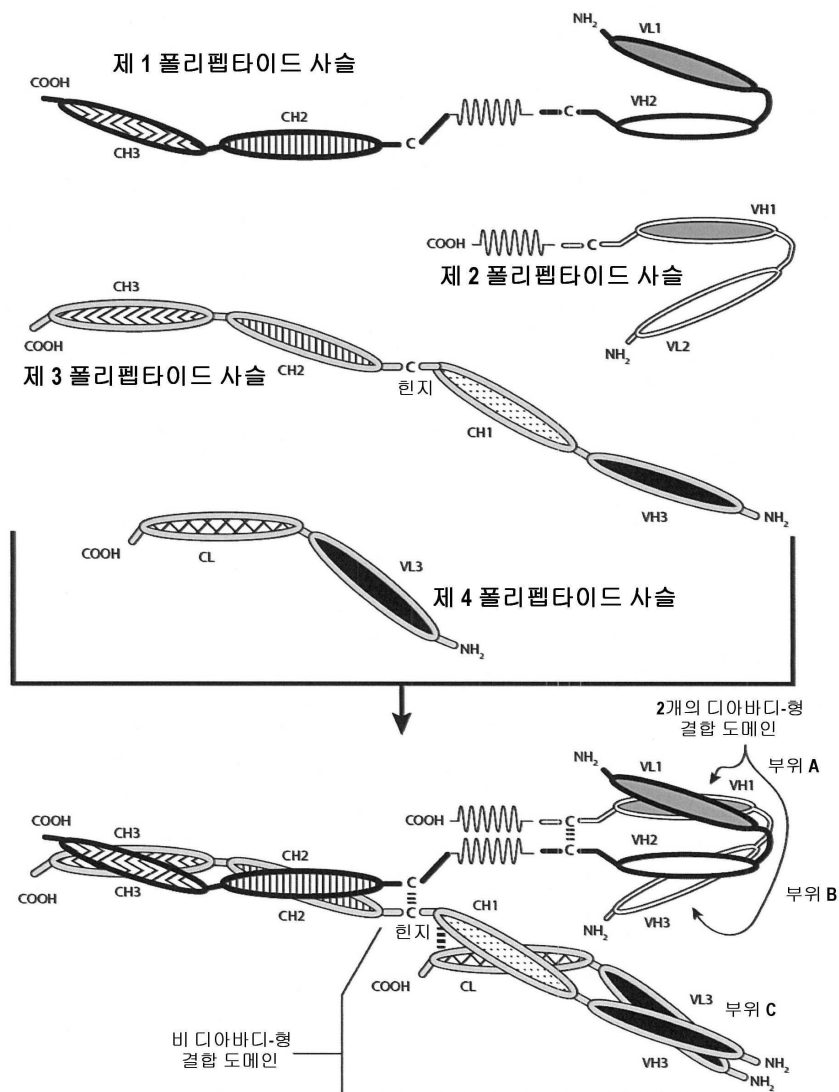 NH₂
VL1
제 1 폴리펩타이드 사슬
COOH
VH2
CH2
C
C
CH3
VH1
COOH
C
제 2 폴리펩타이드 사슬
CH3
VL2
NH₂
COOH
CH2
C
제 3 폴리펩타이드 사슬
힌지
CH1
VH3
NH₂
COOH
CL
VL3
제 4 폴리펩타이드 사슬
NH₂
2개의 디아바디-형
결합 도메인
부위 A
NH₂
VL1
VH1
COOH
CH3
COOH
C
CH2
VH2
C
COOH
CH3
C
부위 B
CH2
C
CH1
VH3
힌지
NH₂
COOH
CL
VL3
부위 C
비 디아바디-형
결합 도메인
VH3
NH₂
NH₂